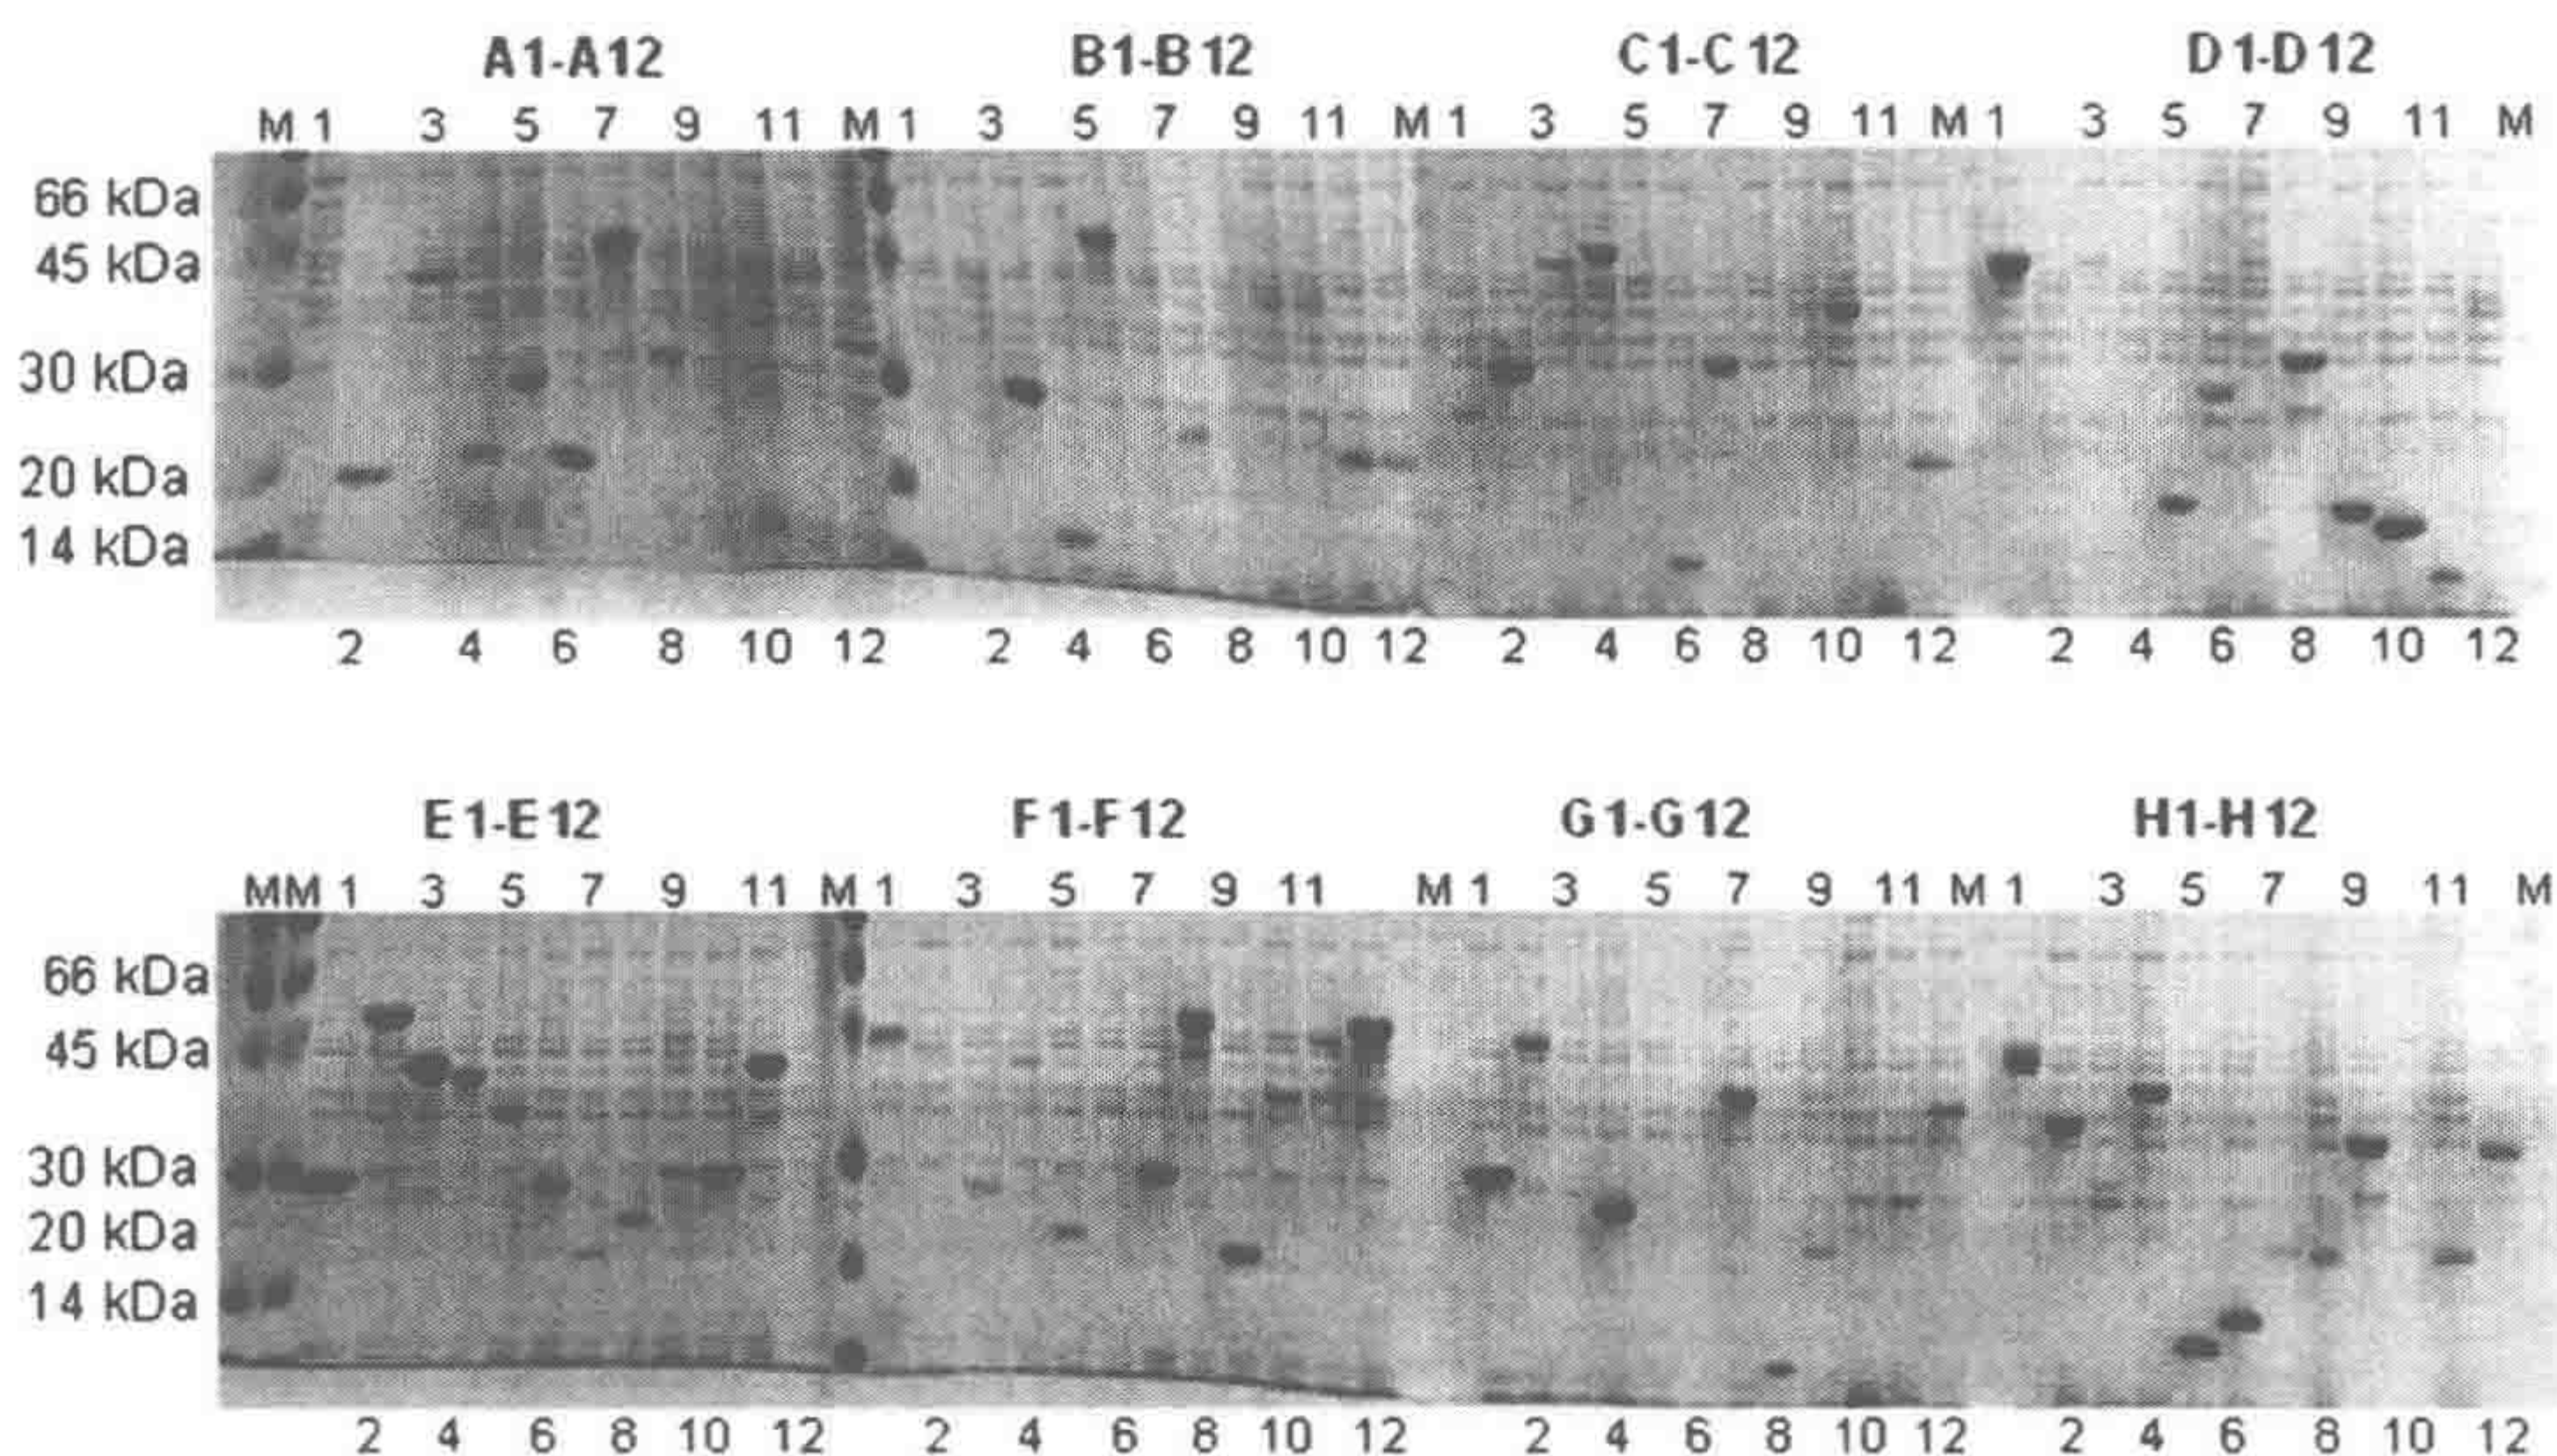 A1-A12 B1-B12 C1-C12 D1-D12
M 1 3 5 7 9 11 M 1 3 5 7 9 11 M 1 3 5 7 9 11 M 1 3 5 7 9 11 M
66 kDa
45 kDa
30 kDa
20 kDa
14 kDa
2 4 6 8 10 12 2 4 6 8 10 12 2 4 6 8 10 12 2 4 6 8 10 12
E1-E12 F1-F12 G1-G12 H1-H12
MM 1 3 5 7 9 11 M 1 3 5 7 9 11 M 1 3 5 7 9 11 M 1 3 5 7 9 11 M
66 kDa
45 kDa
30 kDa
20 kDa
14 kDa
2 4 6 8 10 12 2 4 6 8 10 12 2 4 6 8 10 12 2 4 6 8 10 12